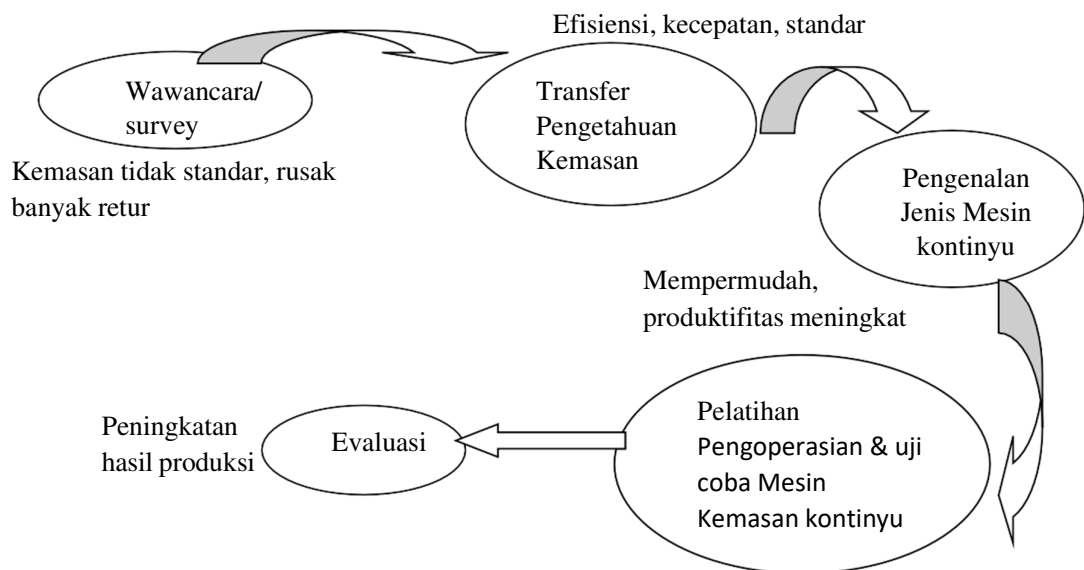 Efisiensi, kecepatan, standar
Wawancara/
survey
Kemasan tidak standar, rusak
banyak retur
Transfer
Pengetahuan
Kemasan
Pengenalan
Jenis Mesin
kontinyu
Mempermudah,
produktifitas meningkat
Pelatihan
Pengoperasian & uji
coba Mesin
Kemasan kontinyu
Evaluasi
Peningkatan
hasil produksi